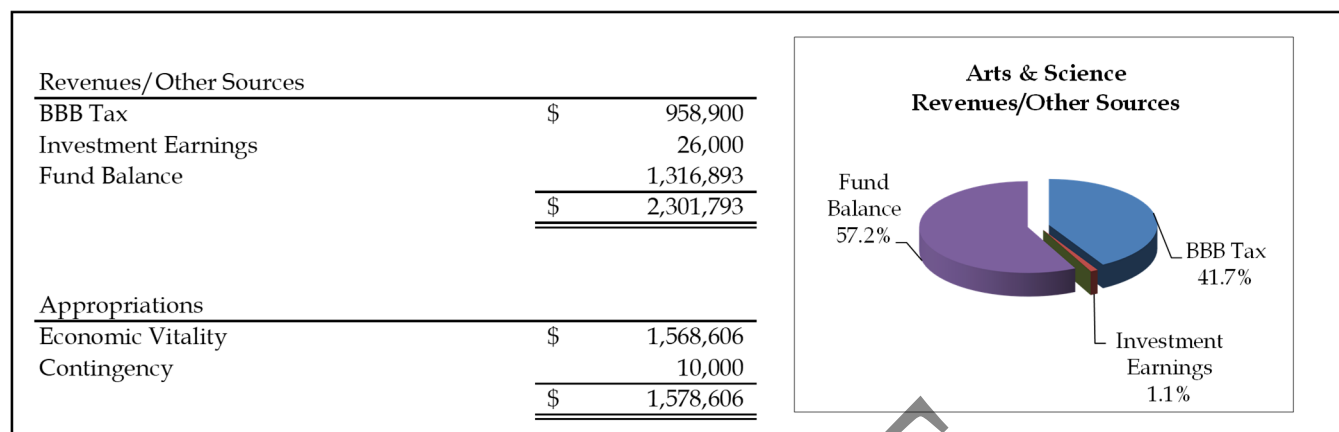 Revenues/Other Sources
BBB Tax $ 958,900
Investment Earnings 26,000
Fund Balance 1,316,893
$ 2,301,793
Appropriations
Economic Vitality $ 1,568,606
Contingency 10,000
$ 1,578,606
Arts & Science
Revenues/Other Sources
Fund
Balance
57.2%
BBB Tax
41.7%
Investment
Earnings
1.1%